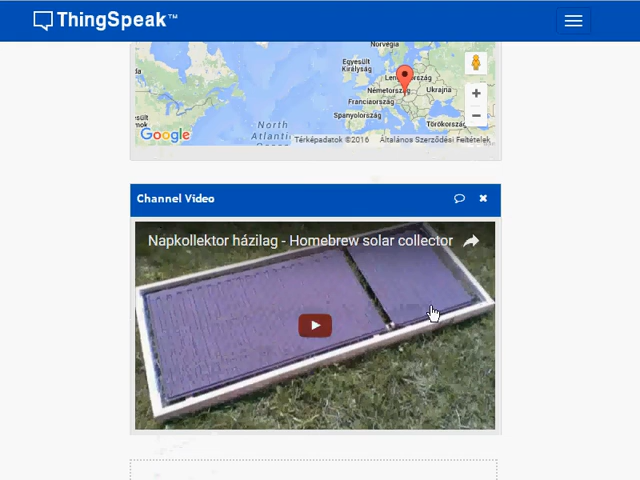 ThingSpeak™
Norvégia
Egyesült
Királyság
Lengyelország
Németország
Ukrajna
Franciaország
Spanyolország
Törökország
North
Atlantic
Google
Térképadatok ©2016 Általános Szerződési Feltételek
Channel Video
Napkollektor házilag - Homebrew solar collector